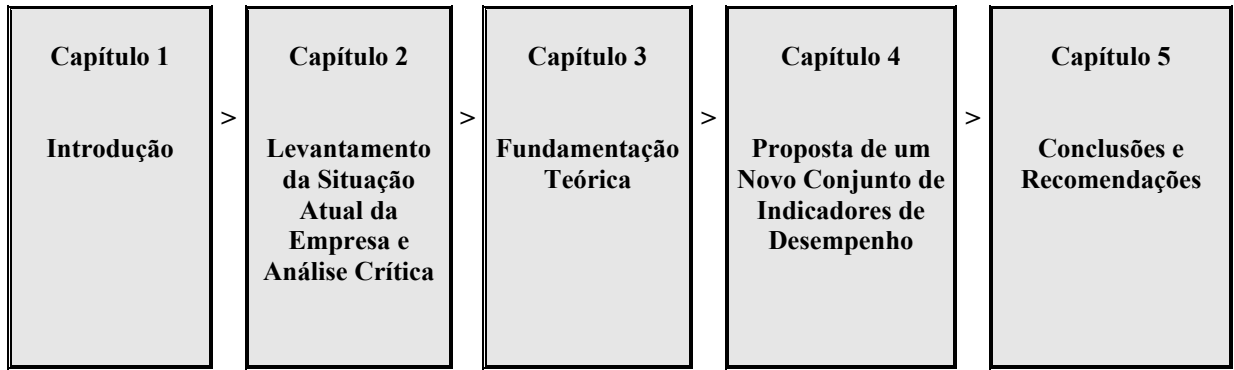 Capítulo 1
Introdução
>
Capítulo 2
Levantamento
da Situação
Atual da
Empresa e
Análise Crítica
>
Capítulo 3
Fundamentação
Teórica
>
Capítulo 4
Proposta de um
Novo Conjunto de
Indicadores de
Desempenho
>
Capítulo 5
Conclusões e
Recomendações